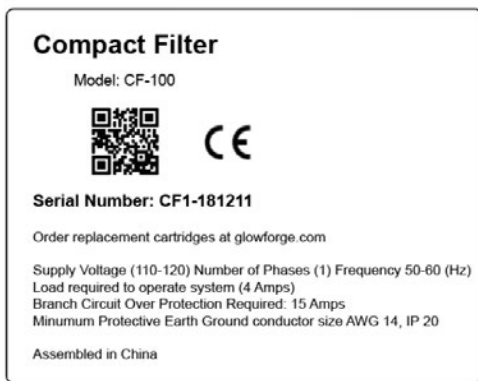 Compact Filter
Model: CF-100
CE
Serial Number: CF1-181211
Order replacement cartridges at glowforge.com
Supply Voltage (110-120) Number of Phases (1) Frequency 50-60 (Hz)
Load required to operate system (4 Amps)
Branch Circuit Over Protection Required: 15 Amps
Minumum Protective Earth Ground conductor size AWG 14, IP 20
Assembled in China